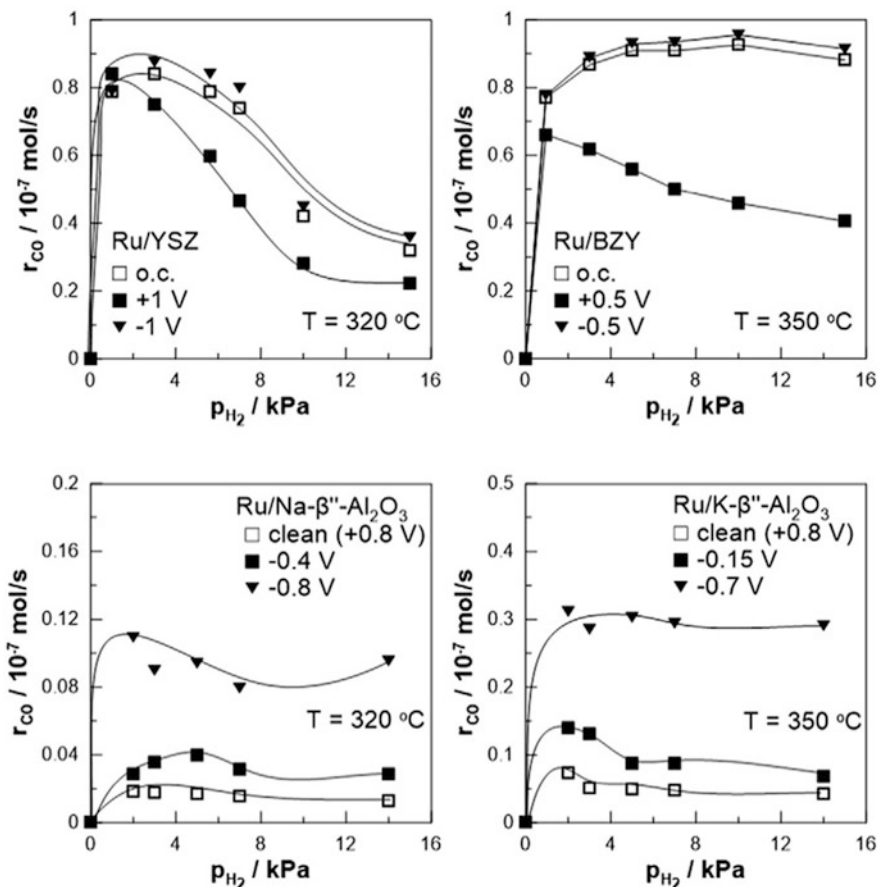 1
0.8
0.6
0.4
0.2
0
r_CO / 10^-7 mol/s
Ru/YSZ
□ o.c.
■ +1 V
▼ -1 V
T = 320 °C
0 4 8 12 16
p_H₂ / kPa
1
0.8
0.6
0.4
0.2
0
r_CO / 10^-7 mol/s
Ru/BZY
□ o.c.
■ +0.5 V
▼ -0.5 V
T = 350 °C
0 4 8 12 16
p_H₂ / kPa
0.2
0.16
0.12
0.08
0.04
0
r_CO / 10^-7 mol/s
Ru/Na-β"-Al₂O₃
□ clean (+0.8 V)
■ -0.4 V
▼ -0.8 V
T = 320 °C
0 4 8 12 16
p_H₂ / kPa
0.5
0.4
0.3
0.2
0.1
0
r_CO / 10^-7 mol/s
Ru/K-β"-Al₂O₃
□ clean (+0.8 V)
■ -0.15 V
▼ -0.7 V
T = 350 °C
0 4 8 12 16
p_H₂ / kPa